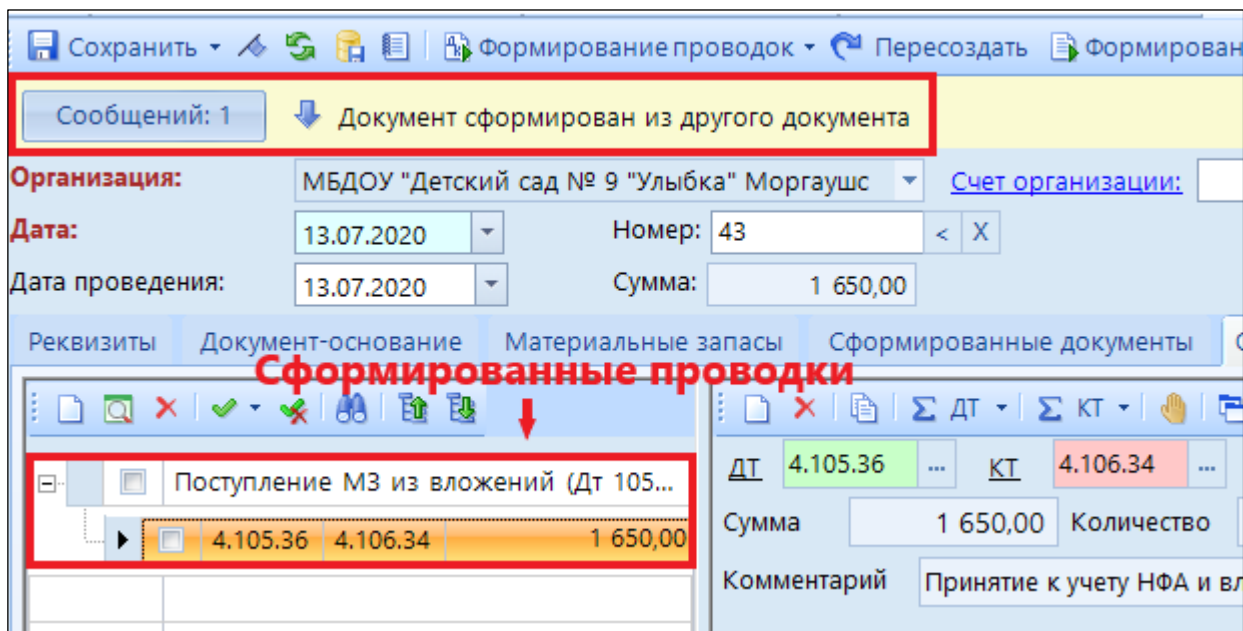 Сохранить Формирование проводок Пересоздать Формирован
Сообщений: 1 Документ сформирован из другого документа
Организация: МБДОУ "Детский сад № 9 "Улыбка" Моргаушс Счет организации:
Дата: 13.07.2020 Номер: 43 < X
Дата проведения: 13.07.2020 Сумма: 1 650,00
Реквизиты Документ-основание Материальные запасы Сформированные документы
Сформированные проводки
Σ ДТ Σ КТ
Поступление МЗ из вложений (Дт 105...
ДТ 4.105.36 ... КТ 4.106.34 ...
4.105.36 4.106.34 1 650,00
Сумма 1 650,00 Количество
Комментарий Принятие к учету НФА и вл